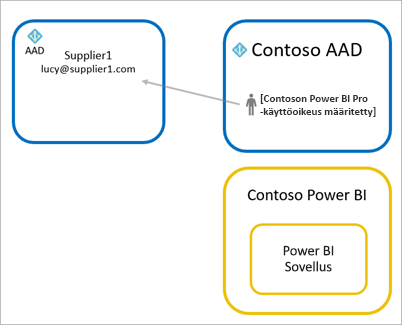 AAD
Supplier1
lucy@supplier1.com
Contoso AAD
[Contoson Power BI Pro
-käyttöoikeus määritetty]
Contoso Power BI
Power BI
Sovellus